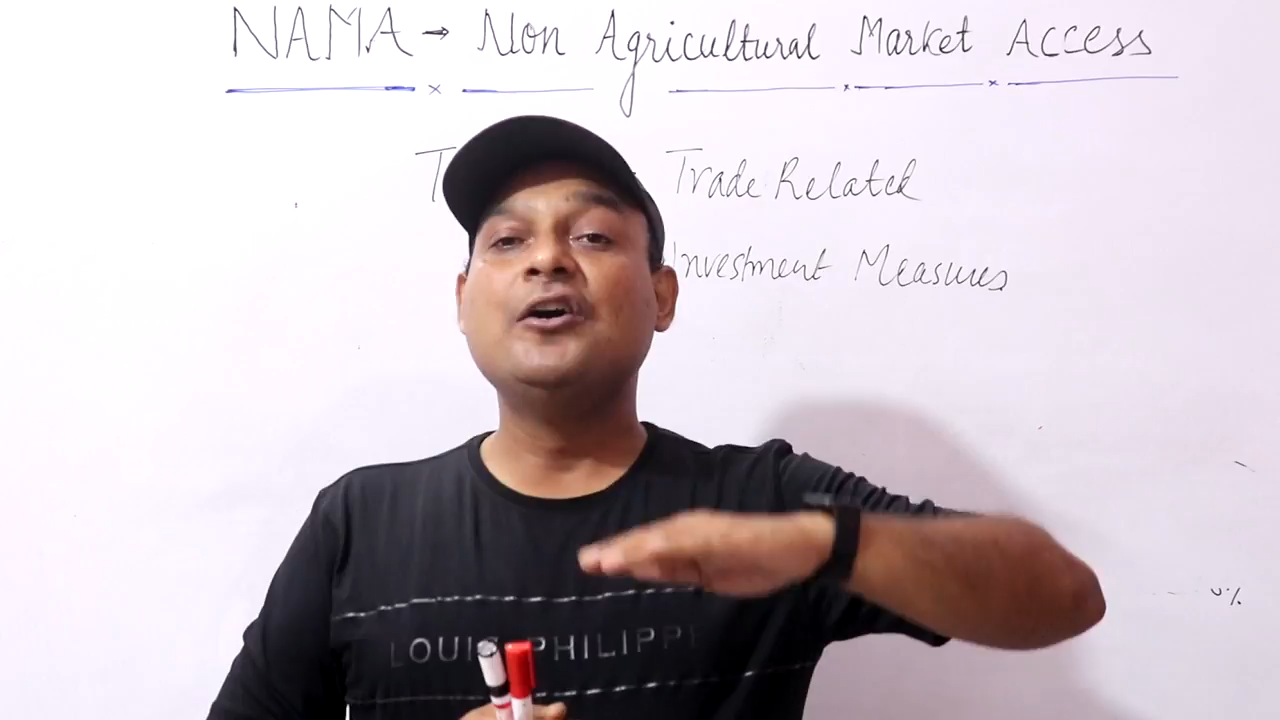 NAMA → Non Agricultural Market Access
Trade Related
Investment Measures
%
LOUIS PHILIPPE